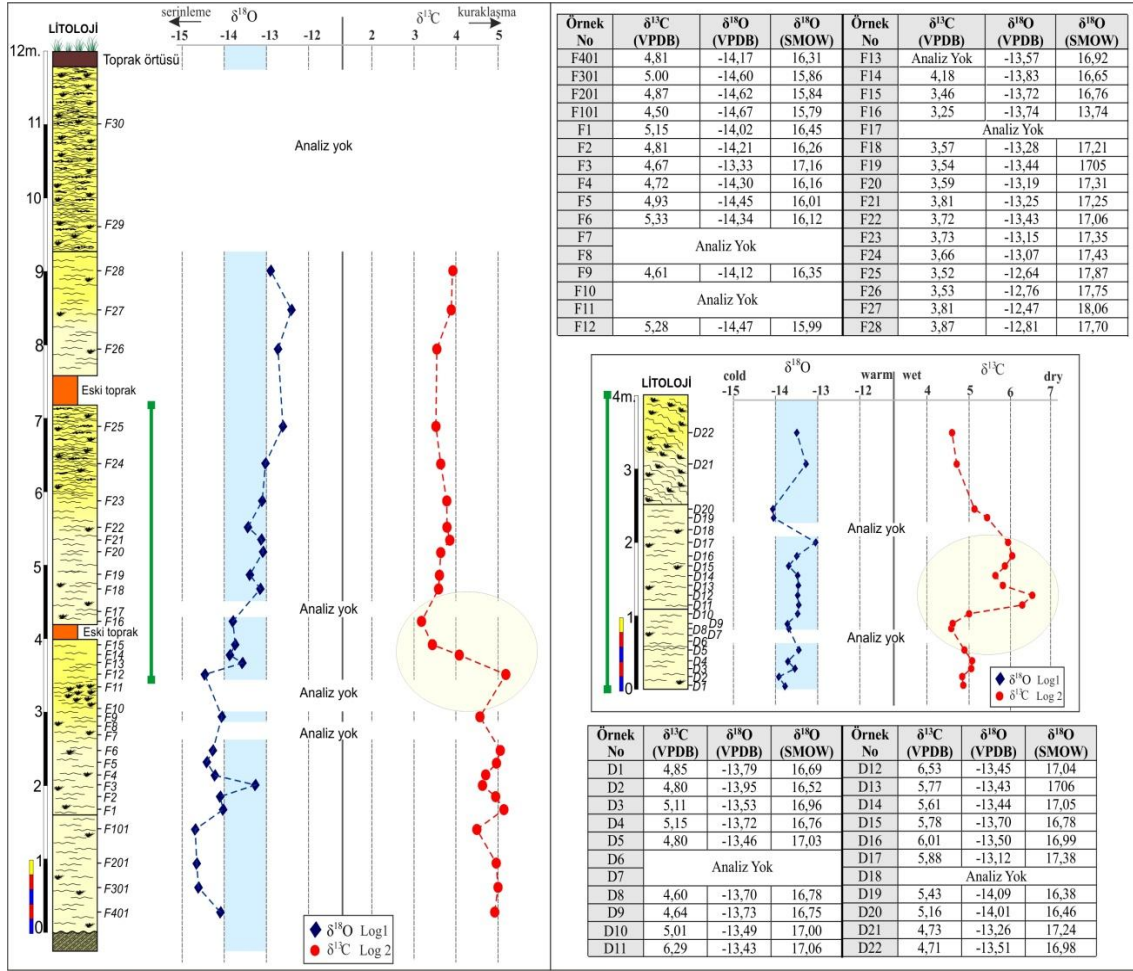 serinleme δ¹⁸O δ¹³C kuraklaşma
LİTOLOJİ -15 -14 -13 -12 2 3 4 5
12m.
Toprak örtüsü
11
F30
Analiz yok
10
F29
9
F28
F27
8
F26
Eski toprak
7
F25
F24
6
F23
F22
F21
F20
5
F19
F18
F17
Analiz yok
F16
Eski toprak
4
F15
F14
F13
F12
F11
Analiz yok
F10
3
F9
F8
Analiz yok
F7
F6
F5
F4
2
F3
F2
F1
F101
1
F201
F301
F401
0
δ¹⁸O Log1
δ¹³C Log 2
Örnek No δ¹³C (VPDB) δ¹⁸O (VPDB) δ¹⁸O (SMOW) Örnek No δ¹³C (VPDB) δ¹⁸O (VPDB) δ¹⁸O (SMOW)
F401 4,81 -14,17 16,31 F13 Analiz Yok -13,57 16,92
F301 5.00 -14,60 15,86 F14 4,18 -13,83 16,65
F201 4,87 -14,62 15,84 F15 3,46 -13,72 16,76
F101 4,50 -14,67 15,79 F16 3,25 -13,74 13,74
F1 5,15 -14,02 16,45 F17 Analiz Yok
F2 4,81 -14,21 16,26 F18 3,57 -13,28 17,21
F3 4,67 -13,33 17,16 F19 3,54 -13,44 1705
F4 4,72 -14,30 16,16 F20 3,59 -13,19 17,31
F5 4,93 -14,45 16,01 F21 3,81 -13,25 17,25
F6 5,33 -14,34 16,12 F22 3,72 -13,43 17,06
F7 Analiz Yok F23 3,73 -13,15 17,35
F8 F24 3,66 -13,07 17,43
F9 4,61 -14,12 16,35 F25 3,52 -12,64 17,87
F10 Analiz Yok F26 3,53 -12,76 17,75
F11 F27 3,81 -12,47 18,06
F12 5,28 -14,47 15,99 F28 3,87 -12,81 17,70
δ¹⁸O δ¹³C
cold warm wet dry
LİTOLOJİ -15 -14 -13 4 5 6 7
4m.
D22
3
D21
D20
D19
D18
Analiz yok
2
D17
D16
D15
D14
D13
D12
D11
1
D10
D9
D8
D7
Analiz yok
D6
D5
D4
D3
D2
0
D1
δ¹⁸O Log1
δ¹³C Log 2
Örnek No δ¹³C (VPDB) δ¹⁸O (VPDB) δ¹⁸O (SMOW) Örnek No δ¹³C (VPDB) δ¹⁸O (VPDB) δ¹⁸O (SMOW)
D1 4,85 -13,79 16,69 D12 6,53 -13,45 17,04
D2 4,80 -13,95 16,52 D13 5,77 -13,43 1706
D3 5,11 -13,53 16,96 D14 5,61 -13,44 17,05
D4 5,15 -13,72 16,76 D15 5,78 -13,70 16,78
D5 4,80 -13,46 17,03 D16 6,01 -13,50 16,99
D6 Analiz Yok D17 5,88 -13,12 17,38
D7 D18 Analiz Yok
D8 4,60 -13,70 16,78 D19 5,43 -14,09 16,38
D9 4,64 -13,73 16,75 D20 5,16 -14,01 16,46
D10 5,01 -13,49 17,00 D21 4,73 -13,26 17,24
D11 6,29 -13,43 17,06 D22 4,71 -13,51 16,98